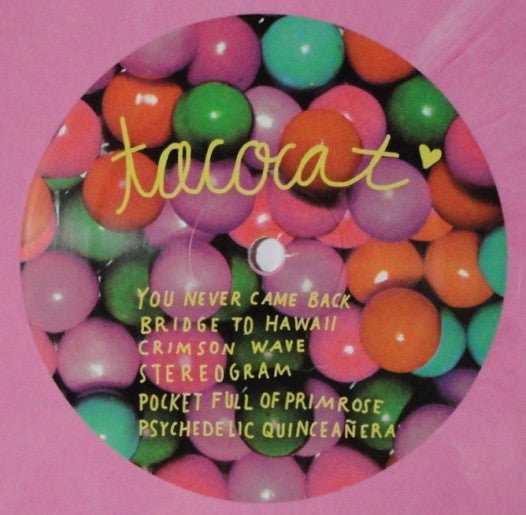 tacocat
YOU NEVER CAME BACK
BRIDGE TO HAWAII
CRIMSON WAVE
STEREOGRAM
POCKET FULL OF PRIMROSE
PSYCHEDELIC QUINCEAÑERA